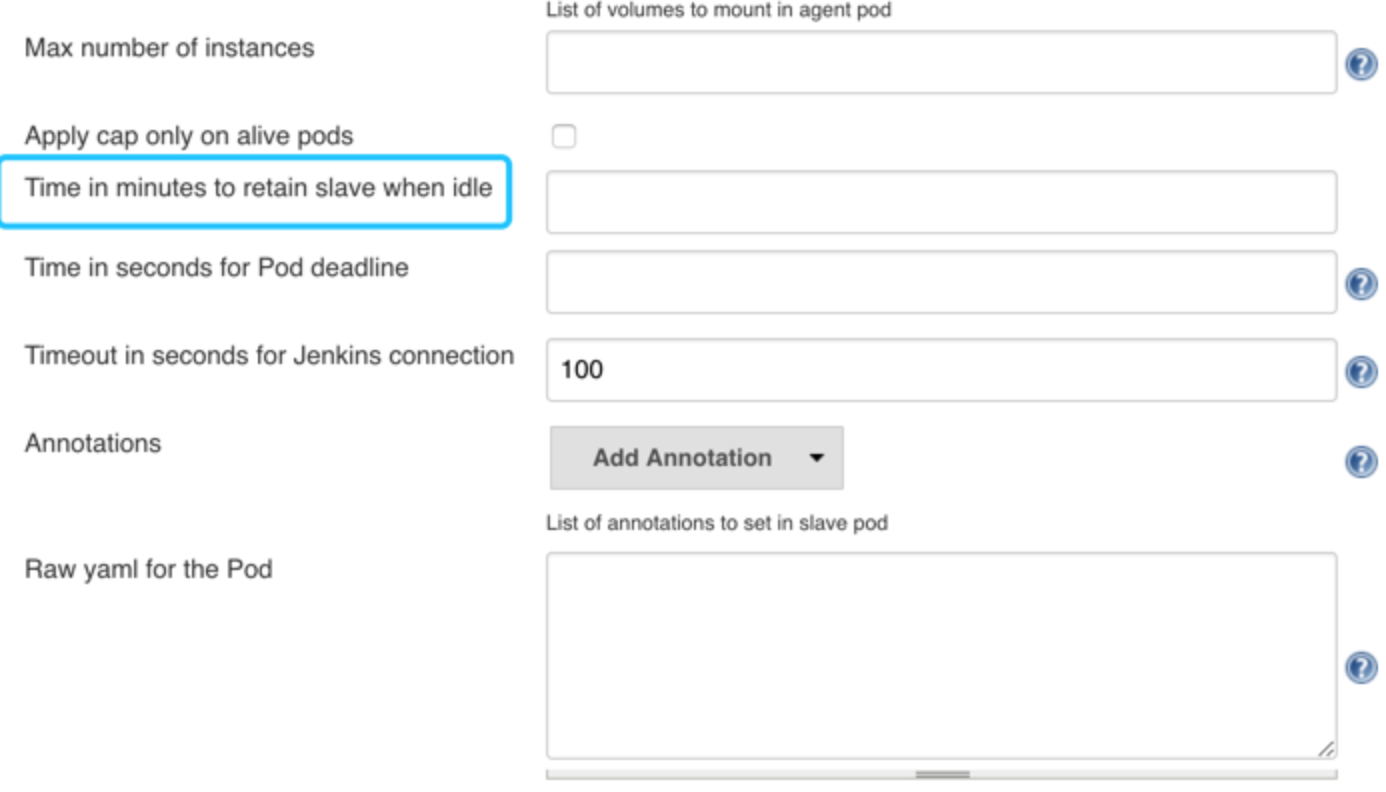 List of volumes to mount in agent pod
Max number of instances
?
Apply cap only on alive pods
Time in minutes to retain slave when idle
Time in seconds for Pod deadline
?
Timeout in seconds for Jenkins connection
100
?
Annotations
Add Annotation
?
List of annotations to set in slave pod
Raw yaml for the Pod
?